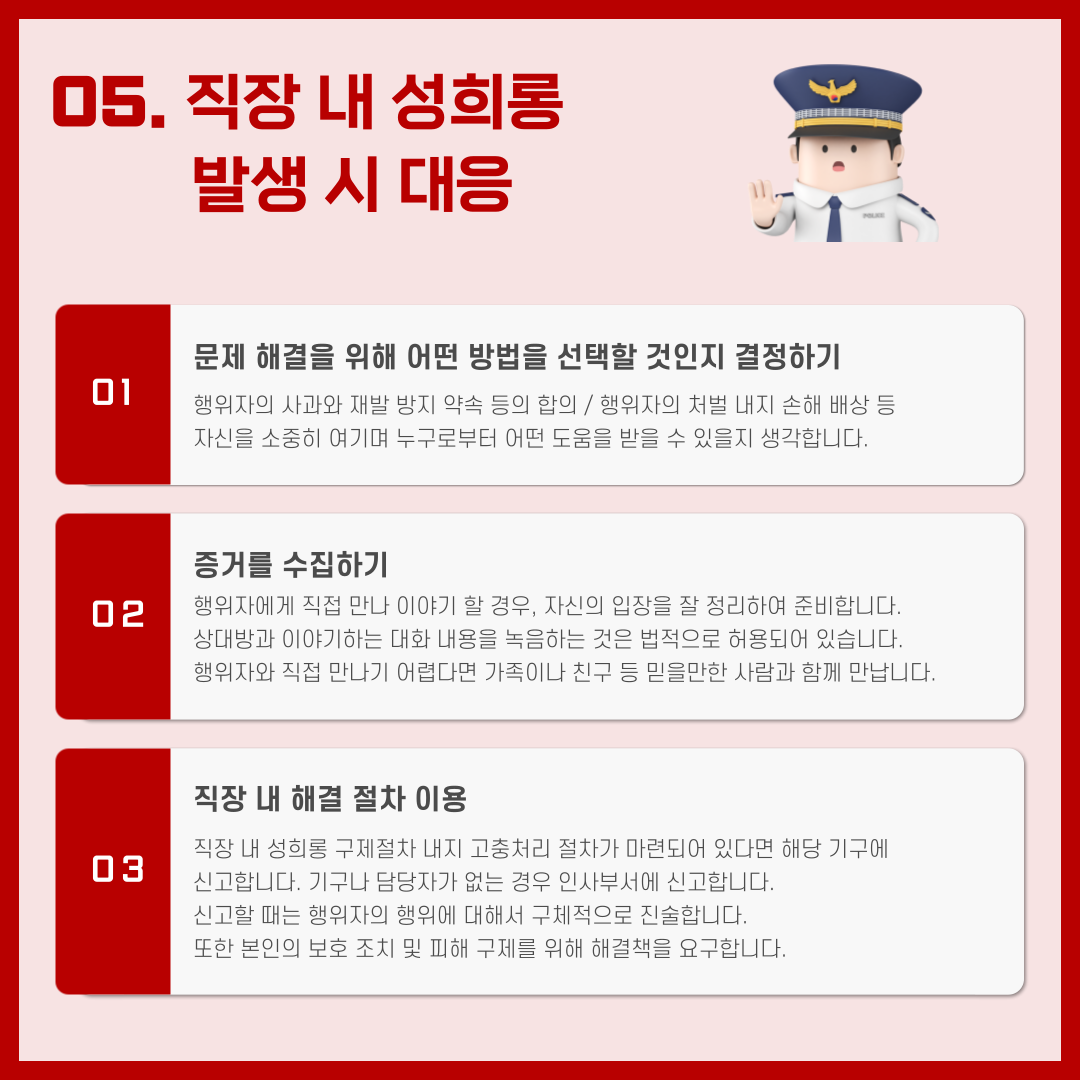 05. 직장 내 성희롱
발생 시 대응
POLICE
01
문제 해결을 위해 어떤 방법을 선택할 것인지 결정하기
행위자의 사과와 재발 방지 약속 등의 합의 / 행위자의 처벌 내지 손해 배상 등
자신을 소중히 여기며 누구로부터 어떤 도움을 받을 수 있을지 생각합니다.
02
증거를 수집하기
행위자에게 직접 만나 이야기 할 경우, 자신의 입장을 잘 정리하여 준비합니다.
상대방과 이야기하는 대화 내용을 녹음하는 것은 법적으로 허용되어 있습니다.
행위자와 직접 만나기 어렵다면 가족이나 친구 등 믿을만한 사람과 함께 만납니다.
03
직장 내 해결 절차 이용
직장 내 성희롱 구제절차 내지 고충처리 절차가 마련되어 있다면 해당 기구에
신고합니다. 기구나 담당자가 없는 경우 인사부서에 신고합니다.
신고할 때는 행위자의 행위에 대해서 구체적으로 진술합니다.
또한 본인의 보호 조치 및 피해 구제를 위해 해결책을 요구합니다.